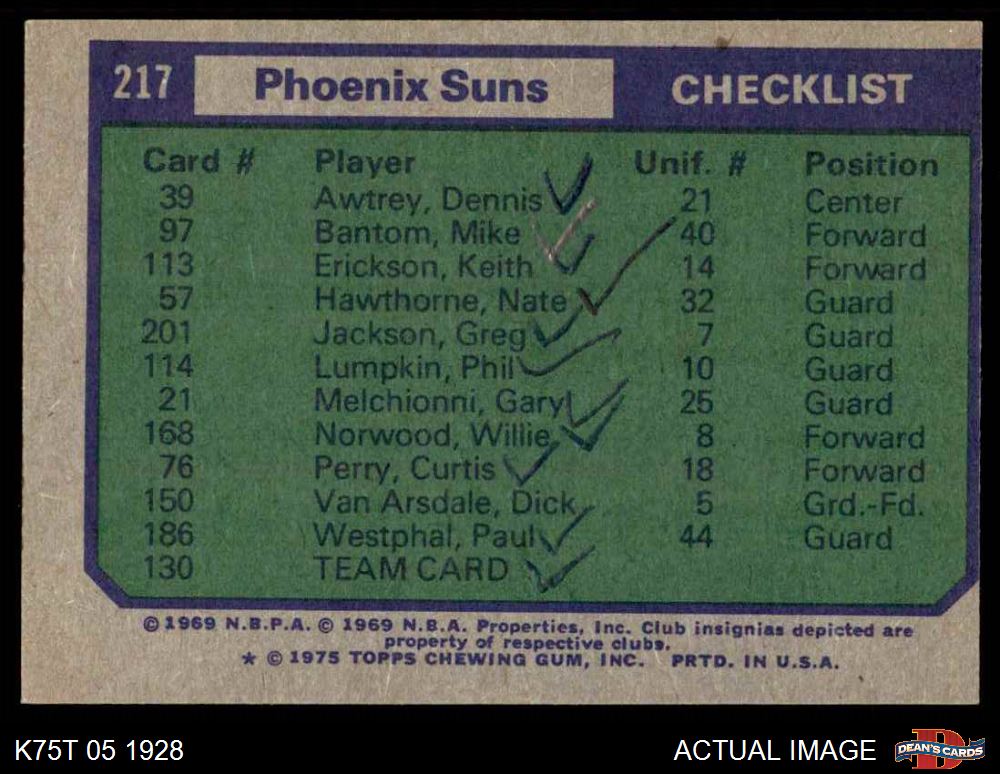 217 Phoenix Suns CHECKLIST
Card # Player Unif. # Position
39 Awtrey, Dennis 21 Center
97 Bantom, Mike 40 Forward
113 Erickson, Keith 14 Forward
57 Hawthorne, Nate 32 Guard
201 Jackson, Greg 7 Guard
114 Lumpkin, Phil 10 Guard
21 Melchionni, Gary 25 Guard
168 Norwood, Willie 8 Forward
76 Perry, Curtis 18 Forward
150 Van Arsdale, Dick 5 Grd.-Fd.
186 Westphal, Paul 44 Guard
130 TEAM CARD
© 1969 N.B.P.A. © 1969 N.B.A. Properties, Inc. Club insignias depicted are
property of respective clubs.
* © 1975 TOPPS CHEWING GUM, INC. PRTD. IN U.S.A.
K75T 05 1928 ACTUAL IMAGE DEAN'S CARDS